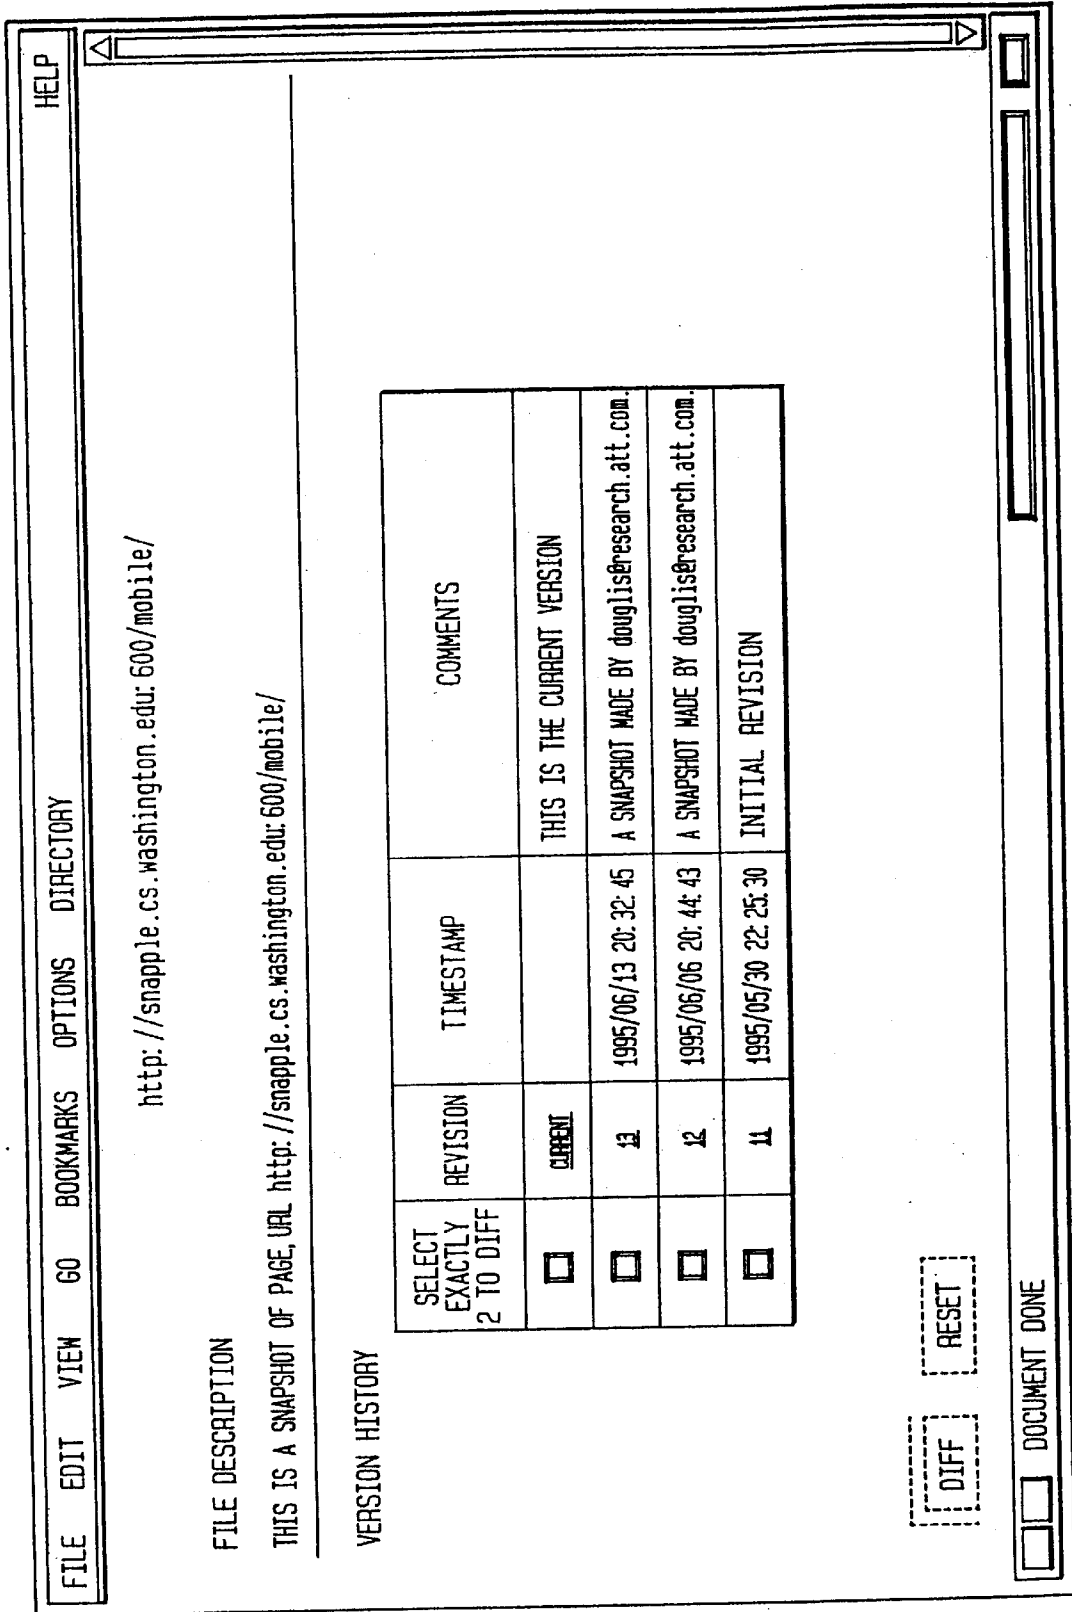 FILE EDIT VIEW GO BOOKMARKS OPTIONS DIRECTORY HELP
http://snapple.cs.washington.edu:600/mobile/
FILE DESCRIPTION
THIS IS A SNAPSHOT OF PAGE, URL http://snapple.cs.washington.edu:600/mobile/
VERSION HISTORY
SELECT EXACTLY 2 TO DIFF REVISION TIMESTAMP COMMENTS
CURRENT THIS IS THE CURRENT VERSION
13 1995/06/13 20:32:45 A SNAPSHOT MADE BY douglis@research.att.com.
12 1995/06/06 20:44:43 A SNAPSHOT MADE BY douglis@research.att.com.
11 1995/05/30 22:25:30 INITIAL REVISION
DIFF RESET
DOCUMENT DONE